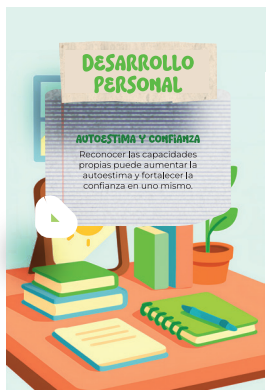 DESARROLLO
PERSONAL
AUTOESTIMA Y CONFIANZA
Reconocer las capacidades
propias puede aumentar la
autoestima y fortalecer la
confianza en uno mismo.